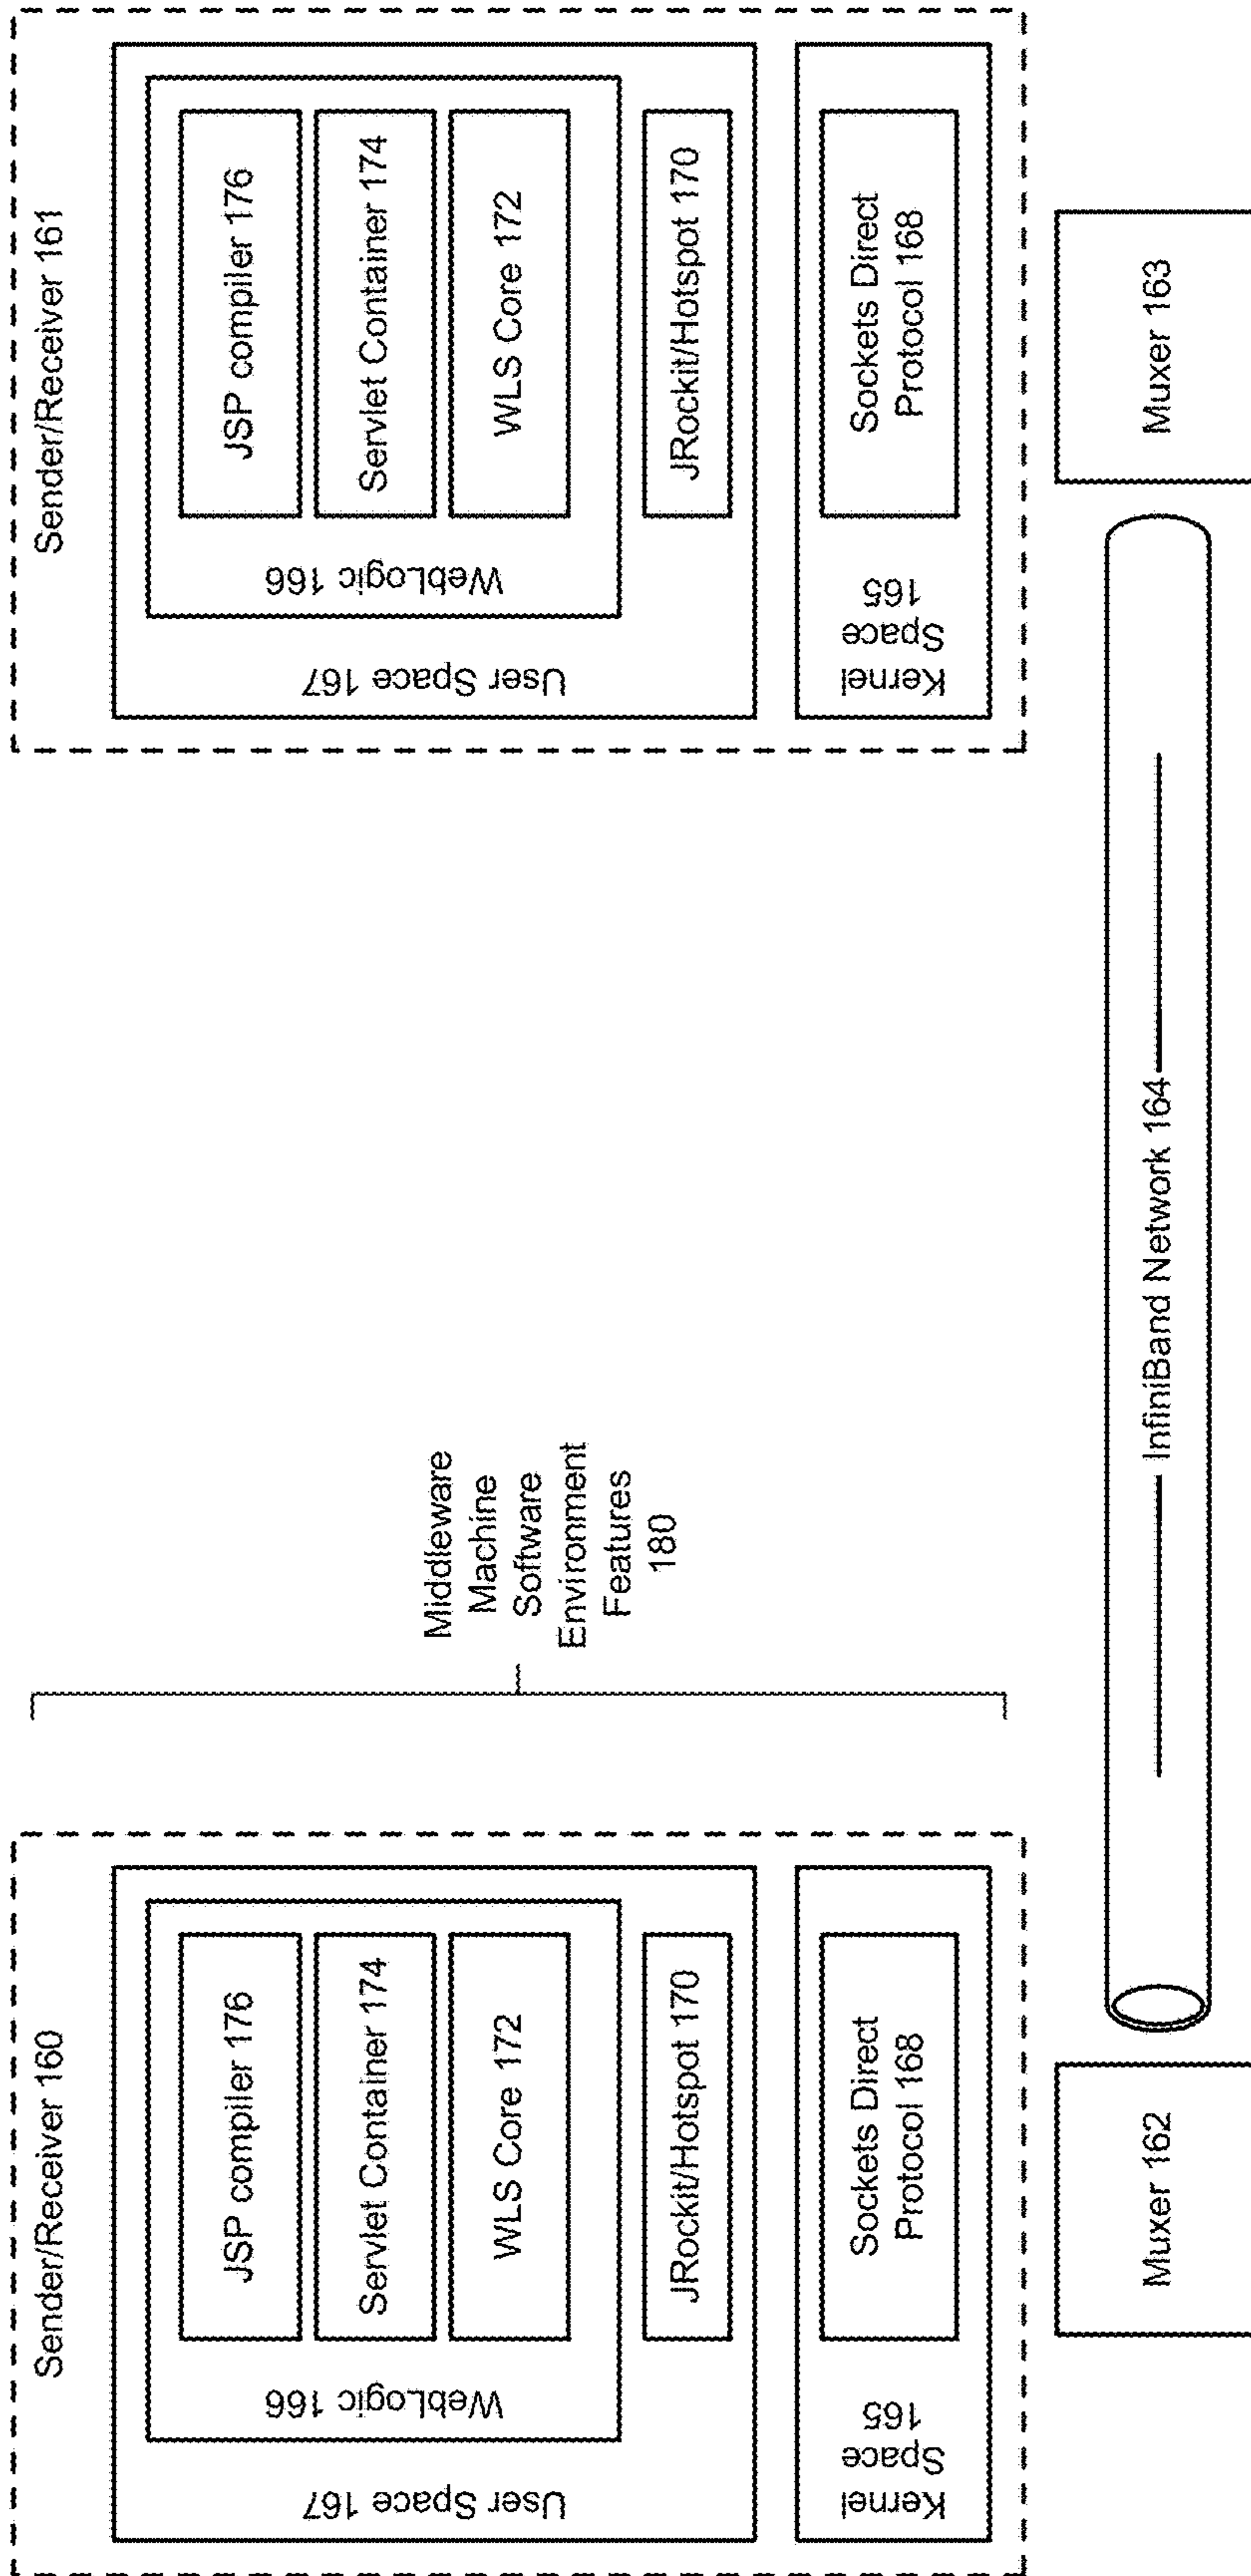 Sender/Receiver 160
User Space 167
WebLogic 166
JSP compiler 176
Servlet Container 174
WLS Core 172
JRockit/Hotspot 170
Kernel
Space
165
Sockets Direct
Protocol 168
Middleware
Machine
Software
Environment
Features
180
Sender/Receiver 161
User Space 167
WebLogic 166
JSP compiler 176
Servlet Container 174
WLS Core 172
JRockit/Hotspot 170
Kernel
Space
165
Sockets Direct
Protocol 168
Muxer 162
InfiniBand Network 164
Muxer 163